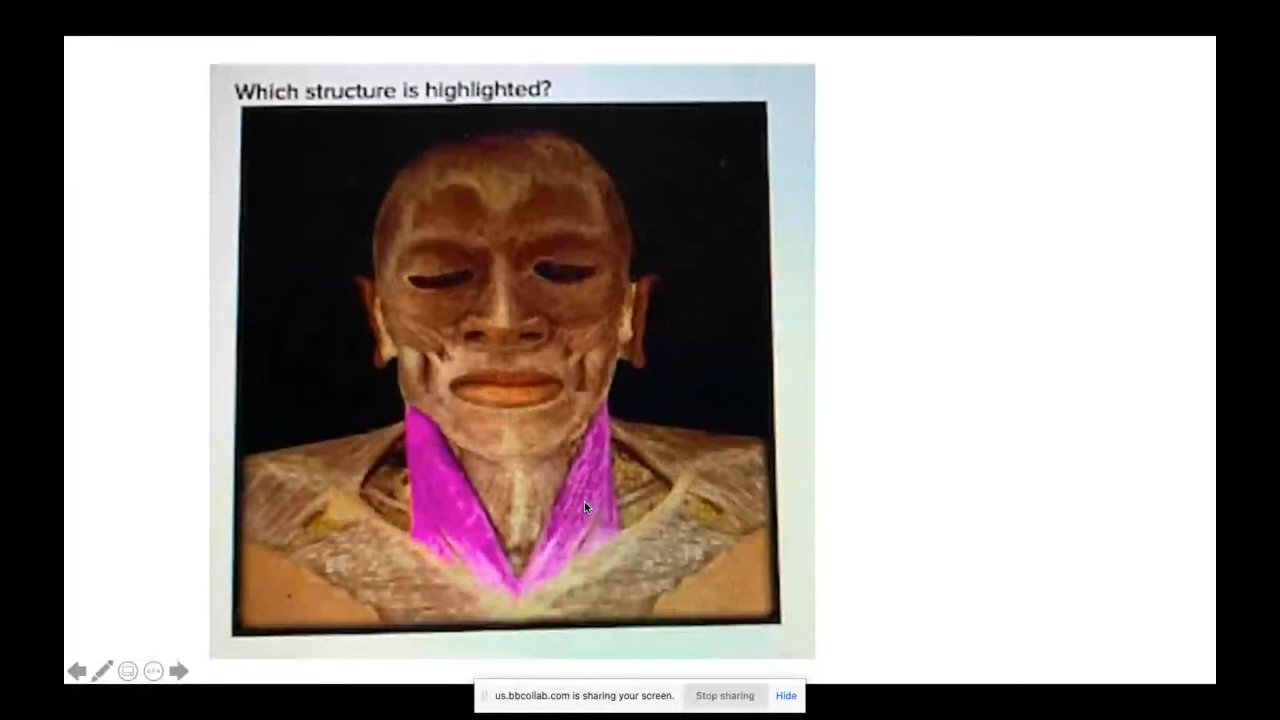 Which structure is highlighted?
us.bbcollab.com is sharing your screen. Stop sharing Hide